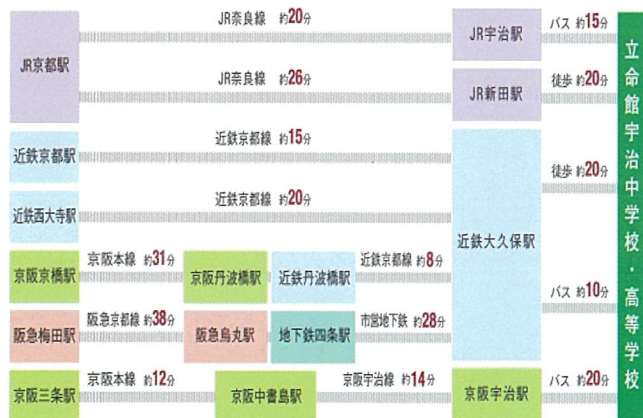 JR奈良線 約20分
JR京都駅
JR宇治駅
バス 約15分
JR奈良線 約26分
JR新田駅
徒歩 約20分
近鉄京都駅
近鉄京都線 約15分
近鉄西大寺駅
近鉄京都線 約20分
近鉄大久保駅
徒歩 約20分
京阪京橋駅
京阪本線 約31分
京阪丹波橋駅
近鉄丹波橋駅
近鉄京都線 約8分
バス 約10分
阪急梅田駅
阪急京都線 約38分
阪急烏丸駅
地下鉄四条駅
市営地下鉄 約28分
京阪三条駅
京阪本線 約12分
京阪中書島駅
京阪宇治線 約14分
京阪宇治駅
バス 約20分
立命館宇治中学校・高等学校